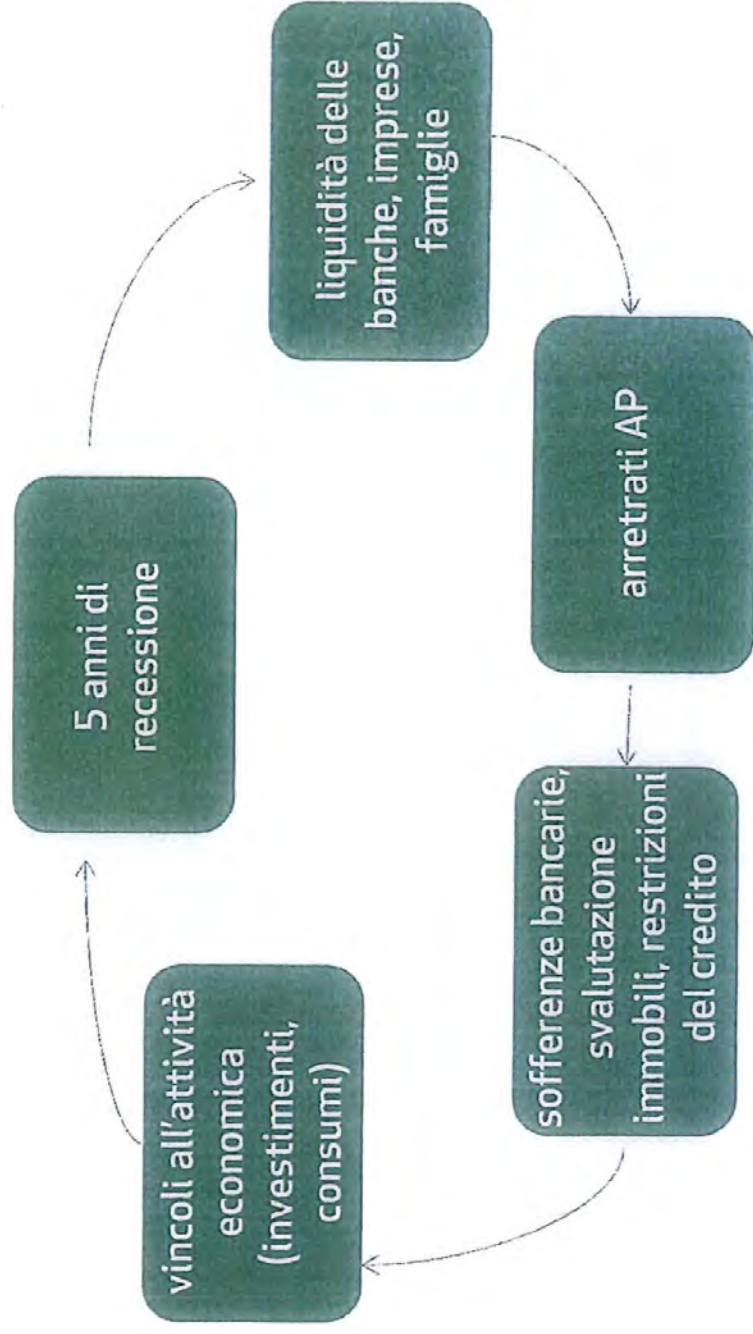 5 anni di
recessione
liquidità delle
banche, imprese,
famiglie
arretrati AP
sofferenze bancarie,
svalutazione
immobili, restrizioni
del credito
vincoli all'attività
economica
(investimenti,
consumi)